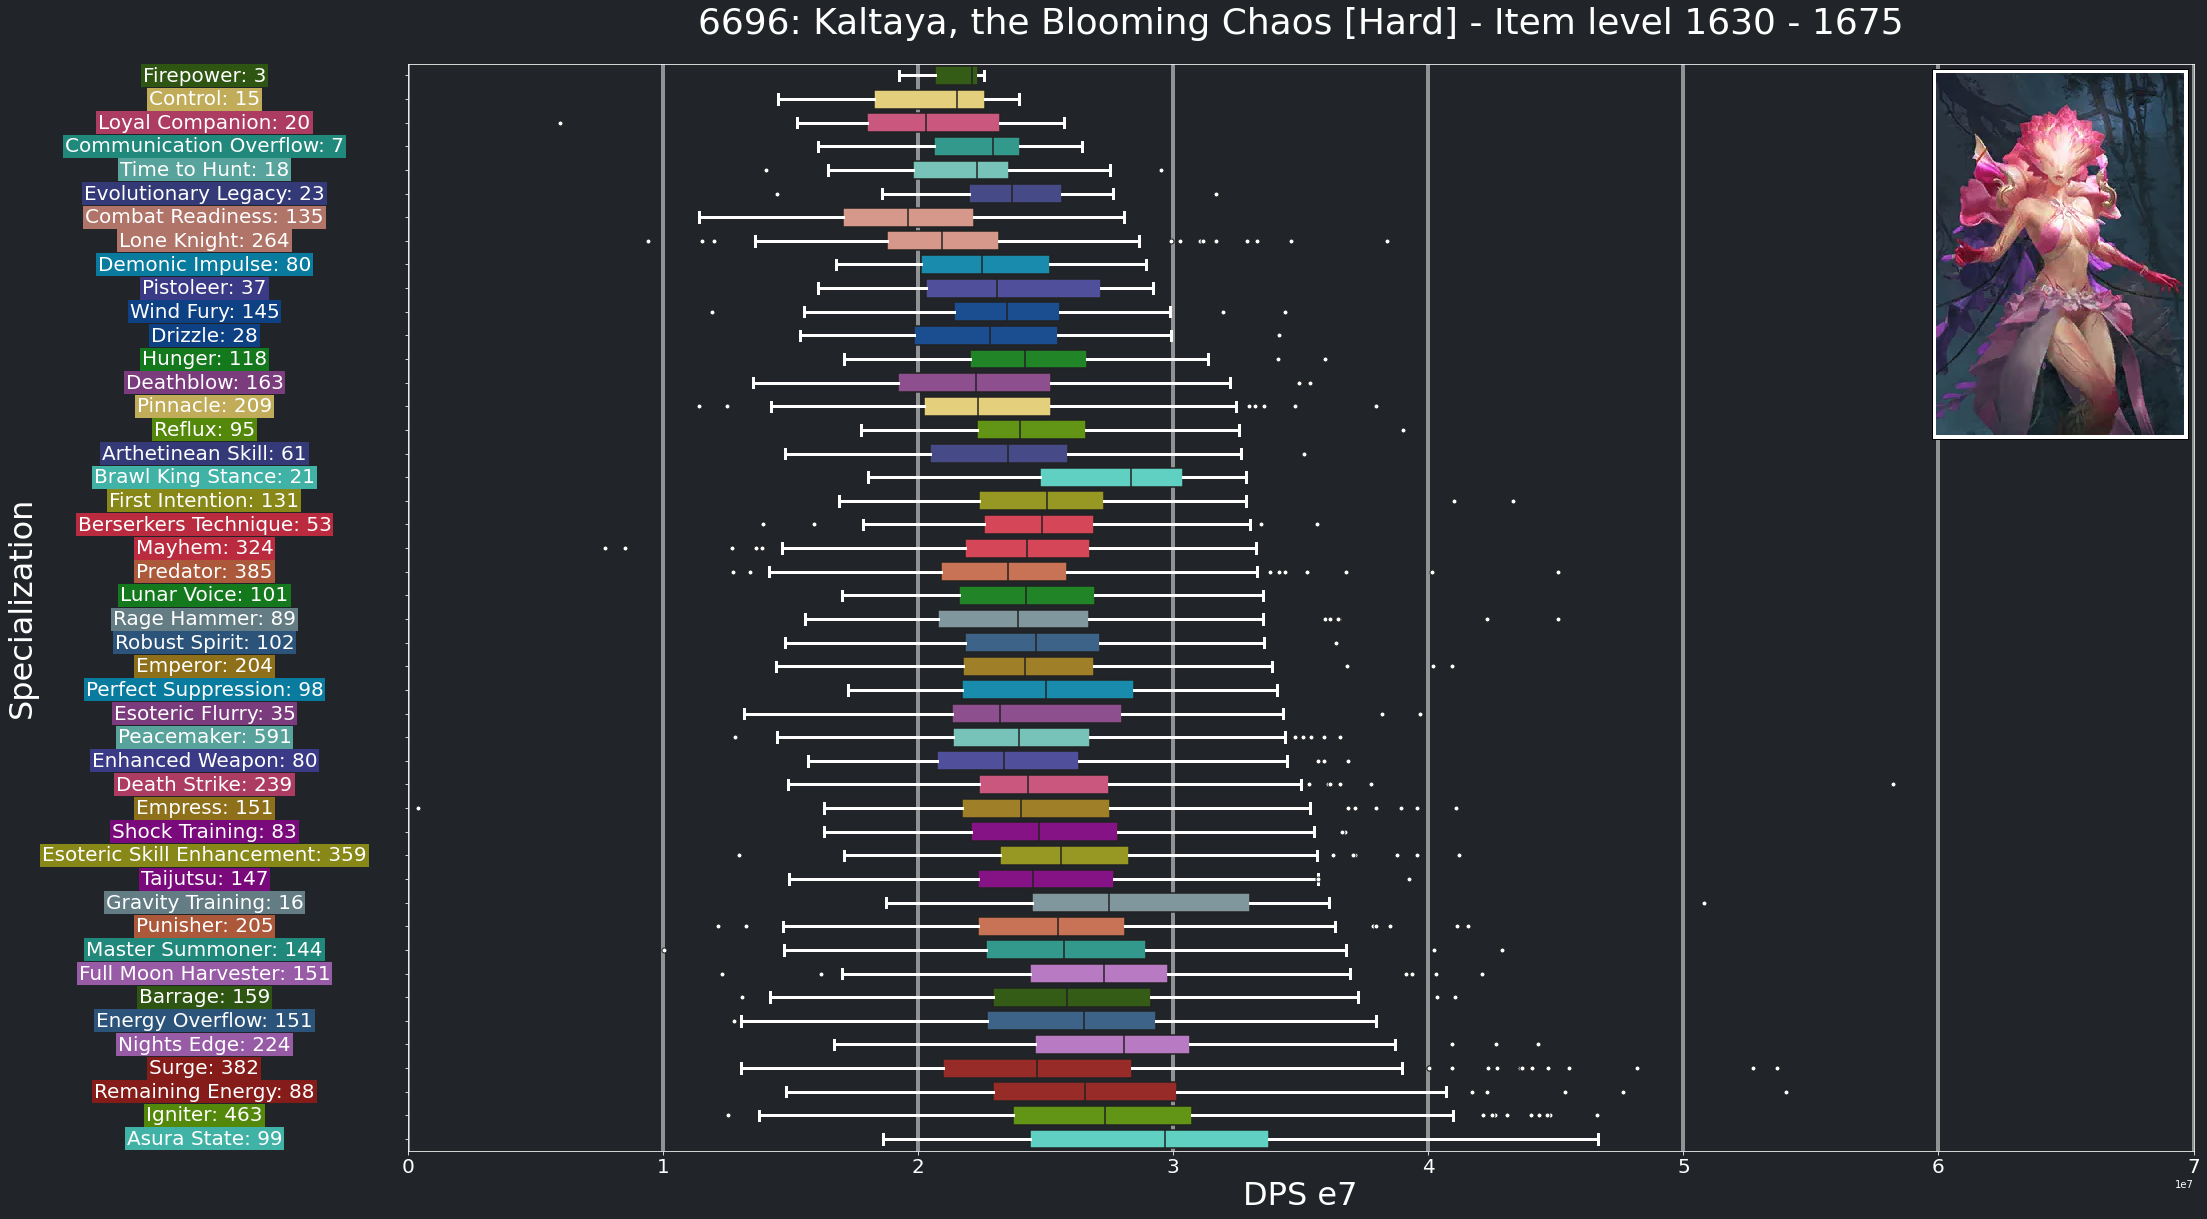 6696: Kaltaya, the Blooming Chaos [Hard] - Item level 1630 - 1675
Specialization
Firepower: 3
Control: 15
Loyal Companion: 20
Communication Overflow: 7
Time to Hunt: 18
Evolutionary Legacy: 23
Combat Readiness: 135
Lone Knight: 264
Demonic Impulse: 80
Pistoleer: 37
Wind Fury: 145
Drizzle: 28
Hunger: 118
Deathblow: 163
Pinnacle: 209
Reflux: 95
Arthetinean Skill: 61
Brawl King Stance: 21
First Intention: 131
Berserkers Technique: 53
Mayhem: 324
Predator: 385
Lunar Voice: 101
Rage Hammer: 89
Robust Spirit: 102
Emperor: 204
Perfect Suppression: 98
Esoteric Flurry: 35
Peacemaker: 591
Enhanced Weapon: 80
Death Strike: 239
Empress: 151
Shock Training: 83
Esoteric Skill Enhancement: 359
Taijutsu: 147
Gravity Training: 16
Punisher: 205
Master Summoner: 144
Full Moon Harvester: 151
Barrage: 159
Energy Overflow: 151
Nights Edge: 224
Surge: 382
Remaining Energy: 88
Igniter: 463
Asura State: 99
0 1 2 3 4 5 6 7
1e7
DPS e7